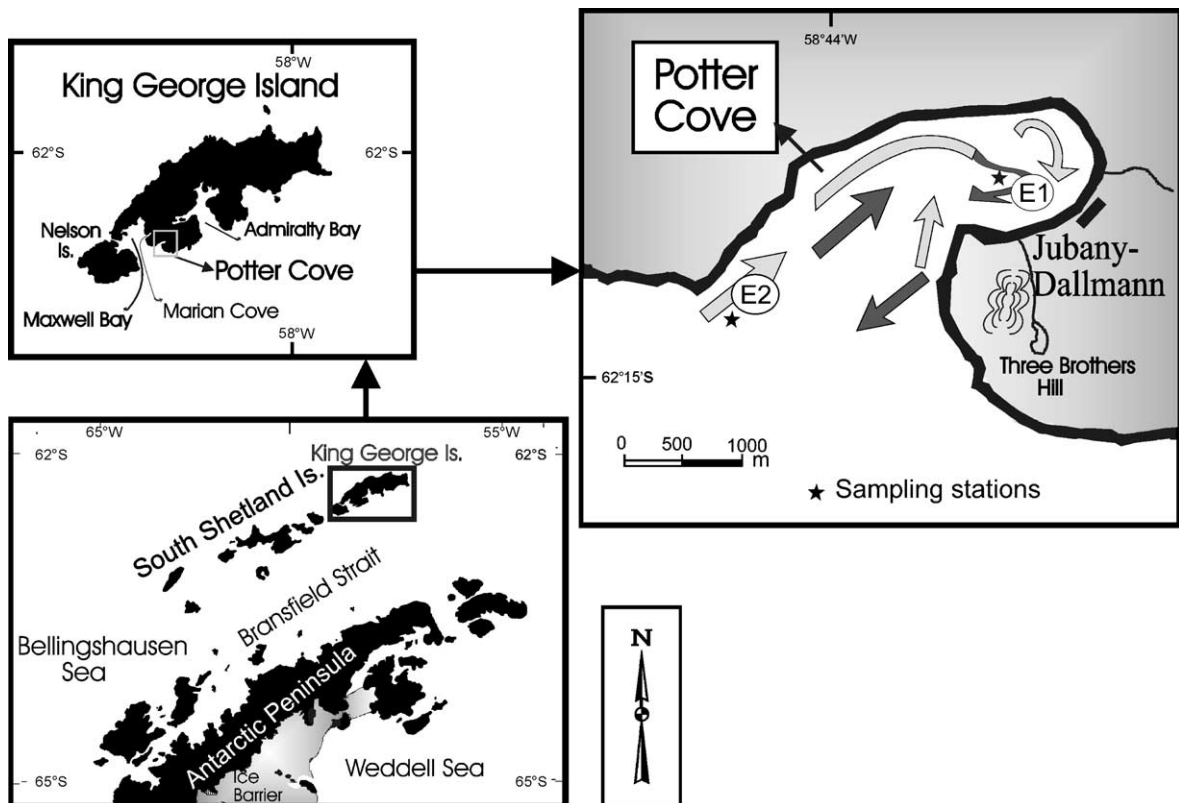 58°W
King George Island
62°S
62°S
Nelson
Is.
Admiralty Bay
Potter Cove
Marian Cove
Maxwell Bay
58°W
58°44'W
Potter
Cove
E1
E2
Jubany-
Dallmann
Three Brothers
Hill
62°15'S
0 500 1000
m
★ Sampling stations
65°W
55°W
62°S
62°S
King George Is.
South Shetland Is.
Bransfield Strait
Bellingshausen
Sea
Antarctic Peninsula
Weddell Sea
Ice
Barrier
65°S
65°S
N